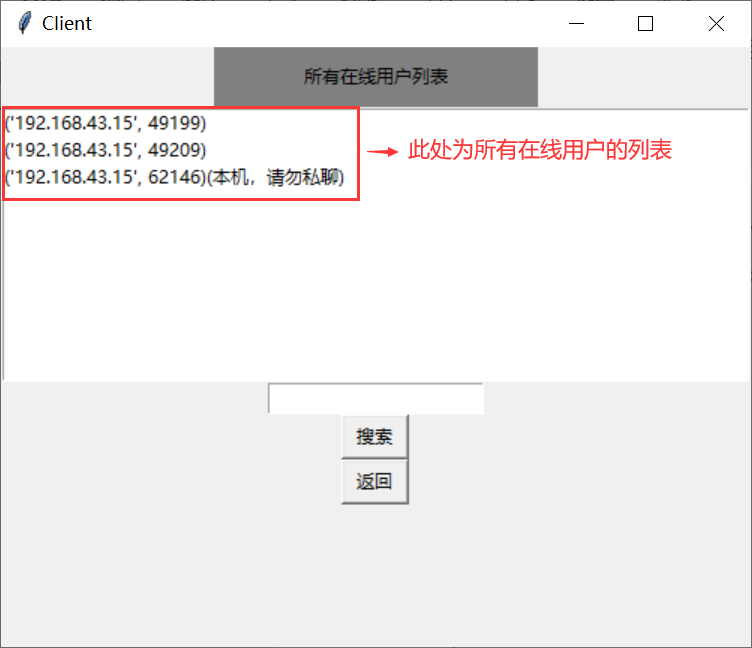 Client
所有在线用户列表
('192.168.43.15', 49199)
('192.168.43.15', 49209)
('192.168.43.15', 62146)(本机，请勿私聊)
此处为所有在线用户的列表
搜索
返回